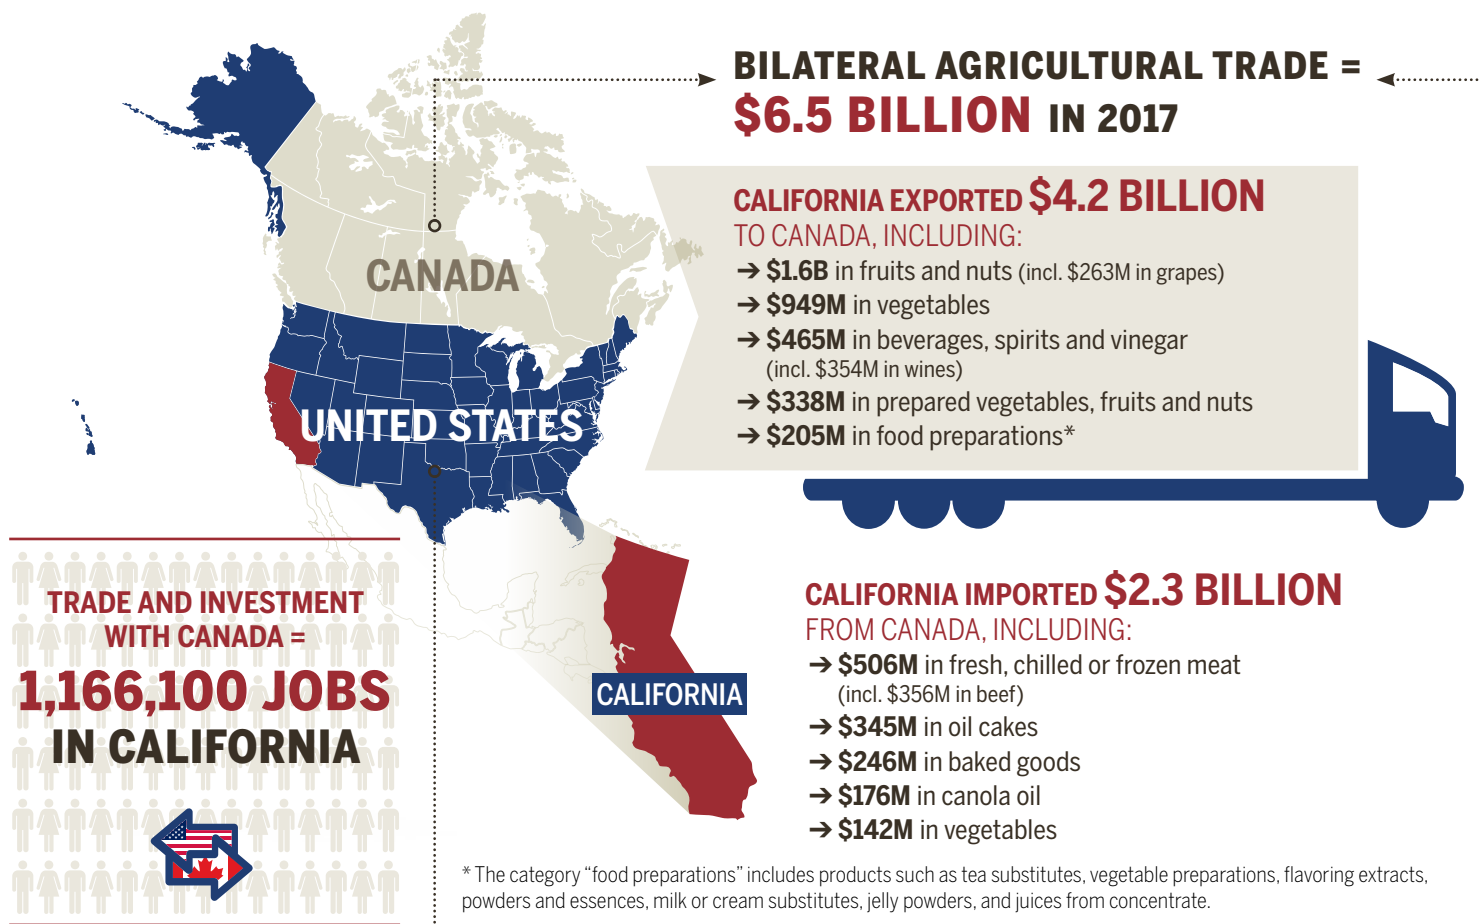 BILATERAL AGRICULTURAL TRADE =
$6.5 BILLION IN 2017
CALIFORNIA EXPORTED $4.2 BILLION
TO CANADA, INCLUDING:
➔ $1.6B in fruits and nuts (incl. $263M in grapes)
➔ $949M in vegetables
➔ $465M in beverages, spirits and vinegar
(incl. $354M in wines)
➔ $338M in prepared vegetables, fruits and nuts
➔ $205M in food preparations*
CANADA
UNITED STATES
TRADE AND INVESTMENT
WITH CANADA =
1,166,100 JOBS
IN CALIFORNIA
CALIFORNIA
CALIFORNIA IMPORTED $2.3 BILLION
FROM CANADA, INCLUDING:
➔ $506M in fresh, chilled or frozen meat
(incl. $356M in beef)
➔ $345M in oil cakes
➔ $246M in baked goods
➔ $176M in canola oil
➔ $142M in vegetables
* The category “food preparations” includes products such as tea substitutes, vegetable preparations, flavoring extracts,
powders and essences, milk or cream substitutes, jelly powders, and juices from concentrate.